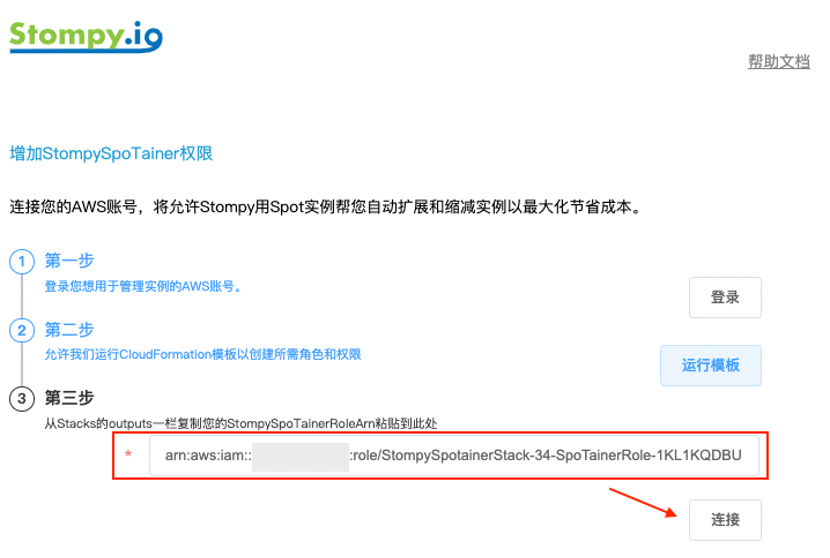 Stompy.io
帮助文档
增加StompySpoTainer权限
连接您的AWS账号，将允许Stompy用Spot实例帮您自动扩展和缩减实例以最大化节省成本。
1 第一步
登录您想用于管理实例的AWS账号。
登录
2 第二步
允许我们运行CloudFormation模板以创建所需角色和权限
运行模板
3 第三步
从Stacks的outputs一栏复制您的StompySpoTainerRoleArn粘贴到此处
* arn:aws:iam:: :role/StompySpotainerStack-34-SpoTainerRole-1KL1KQDBU
连接